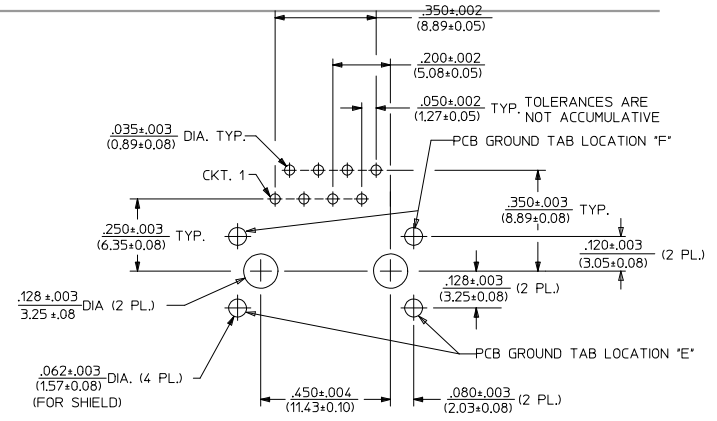 .350±.002
(8.89±0.05)
.200±.002
(5.08±0.05)
.050±.002
(1.27±0.05)
TYP. TOLERANCES ARE
NOT ACCUMULATIVE
.035±.003
(0.89±0.08)
DIA. TYP.
PCB GROUND TAB LOCATION "F"
CKT. 1
.350±.003
(8.89±0.08)
TYP.
.250±.003
(6.35±0.08)
TYP.
.120±.003
(3.05±0.08)
(2 PL.)
.128±.003
(3.25±0.08)
(2 PL.)
.128 ±.003
3.25 ±.08
DIA (2 PL.)
PCB GROUND TAB LOCATION "E"
.062±.003
(1.57±0.08)
DIA. (4 PL.)
(FOR SHIELD)
.450±.004
(11.43±0.10)
.080±.003
(2.03±0.08)
(2 PL.)